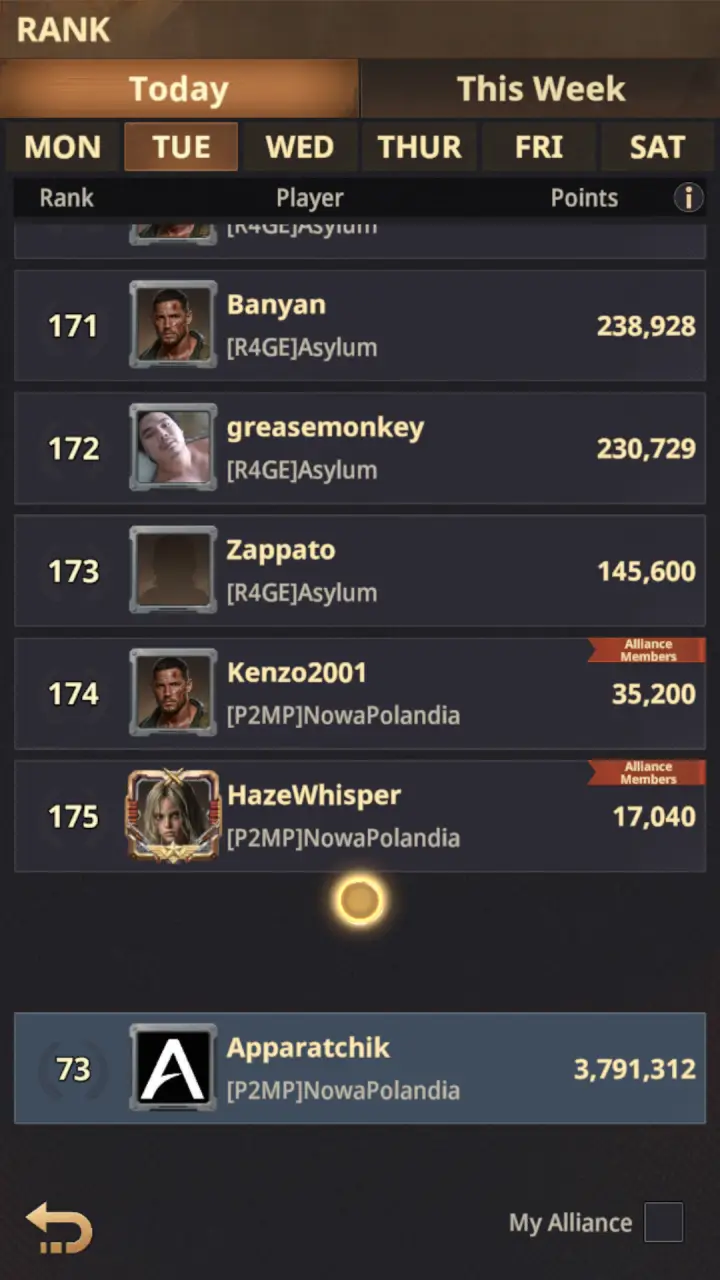 RANK
Today
This Week
MON
TUE
WED
THUR
FRI
SAT
Rank
Player
Points
i
[R4GE]Asylum
171
Banyan
[R4GE]Asylum
238,928
172
greasemonkey
[R4GE]Asylum
230,729
173
Zappato
[R4GE]Asylum
145,600
Alliance
Members
174
Kenzo2001
[P2MP]NowaPolandia
35,200
Alliance
Members
175
HazeWhisper
[P2MP]NowaPolandia
17,040
73
Apparatchik
[P2MP]NowaPolandia
3,791,312
My Alliance